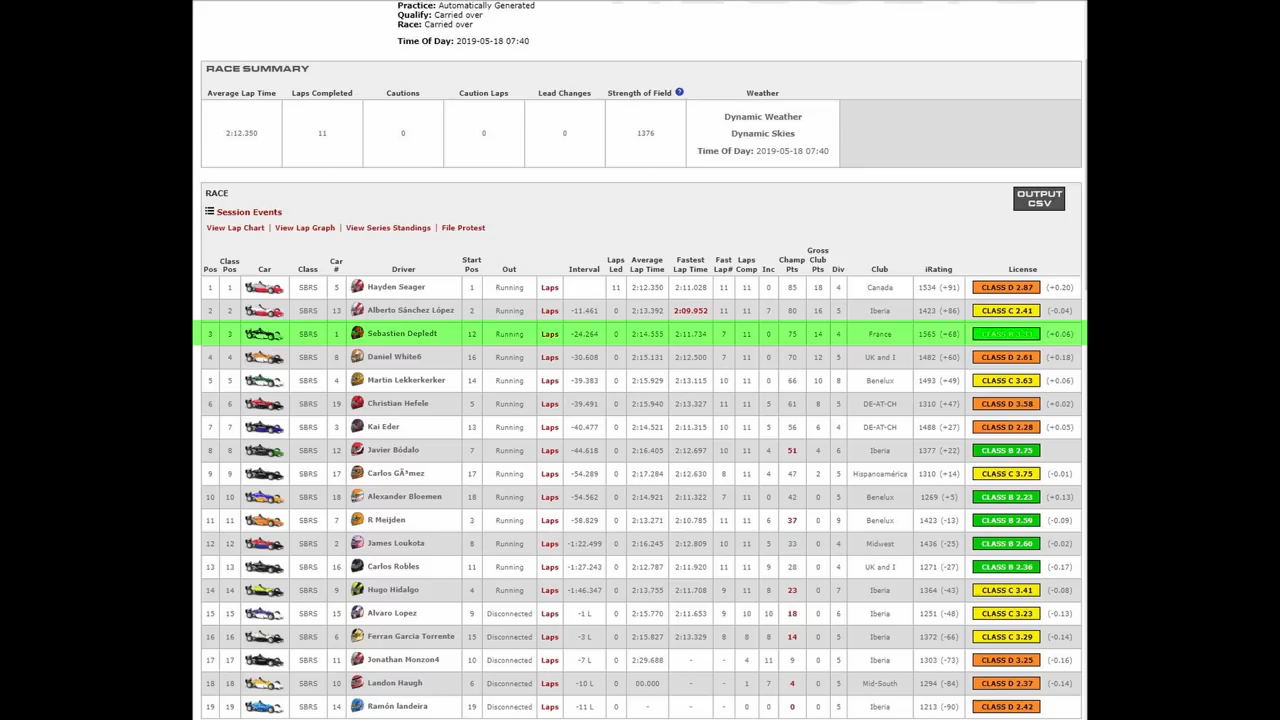 Practice: Automatically Generated
Qualify: Carried over
Race: Carried over
Time Of Day: 2019-05-18 07:40
RACE SUMMARY
Average Lap Time Laps Completed Cautions Caution Laps Lead Changes Strength of Field ? Weather
2:12.350 11 0 0 0 1376 Dynamic Weather
Dynamic Skies
Time Of Day: 2019-05-18 07:40
RACE
OUTPUT CSV
Session Events
View Lap Chart | View Lap Graph | View Series Standings | File Protest
Pos Class Pos Car Class Car # Driver Start Pos Out Interval Laps Led Average Lap Time Fastest Lap Time Fast Lap# Laps Comp Inc Champ Pts Gross Club Pts Div Club iRating License
1 1 SBRS 5 Hayden Seager 1 Running Laps 11 2:12.350 2:11.028 11 11 0 85 18 4 Canada 1534 (+91) CLASS D 2.87 (+0.20)
2 2 SBRS 13 Alberto Sánchez López 2 Running Laps -11.461 0 2:13.392 2:09.952 11 11 7 80 16 5 Iberia 1423 (+86) CLASS C 2.41 (-0.04)
3 3 SBRS 1 Sebastien Depledt 12 Running Laps -24.264 0 2:14.555 2:11.734 7 11 0 75 14 4 France 1565 (+68) (+0.06)
4 4 SBRS 8 Daniel White6 16 Running Laps -30.608 0 2:15.131 2:12.500 7 11 0 70 12 5 UK and I 1482 (+60) CLASS D 2.61 (+0.18)
5 5 SBRS 4 Martin Lekkerkerker 14 Running Laps -39.383 0 2:15.929 2:13.115 10 11 0 66 10 8 Benelux 1493 (+49) CLASS C 3.63 (+0.06)
6 6 SBRS 19 Christian Hefele 5 Running Laps -39.491 0 2:15.940 2:13.327 11 11 5 61 8 5 DE-AT-CH 1310 (+47) CLASS D 3.58 (+0.02)
7 7 SBRS 3 Kai Eder 13 Running Laps -40.477 0 2:14.521 2:11.315 10 11 5 56 6 4 DE-AT-CH 1488 (+27) CLASS D 2.28 (+0.05)
8 8 SBRS 12 Javier Bódalo 7 Running Laps -44.618 0 2:16.405 2:12.697 10 11 4 51 4 6 Iberia 1377 (+22) CLASS B 2.75
9 9 SBRS 17 Carlos GÃ³mez 17 Running Laps -54.289 0 2:17.284 2:12.630 8 11 4 47 2 5 Hispanoamérica 1310 (+14) CLASS C 3.75 (-0.01)
10 10 SBRS 18 Alexander Bloemen 18 Running Laps -54.562 0 2:14.921 2:11.322 7 11 0 42 0 5 Benelux 1269 (+5) CLASS B 2.23 (+0.13)
11 11 SBRS 7 R Meijden 3 Running Laps -58.829 0 2:13.271 2:10.785 11 11 6 37 0 9 Benelux 1423 (-13) CLASS B 2.59 (-0.09)
12 12 SBRS 2 James Loukota 8 Running Laps -1:22.499 0 2:16.245 2:12.809 10 11 5 33 0 4 Midwest 1436 (-25) CLASS B 2.60 (-0.02)
13 13 SBRS 16 Carlos Robles 11 Running Laps -1:27.243 0 2:12.787 2:11.920 11 11 9 28 0 4 UK and I 1271 (-27) CLASS B 2.36 (-0.17)
14 14 SBRS 9 Hugo Hidalgo 4 Running Laps -1:46.347 0 2:13.755 2:11.708 9 11 8 23 0 7 Iberia 1364 (-43) CLASS C 3.41 (-0.08)
15 15 SBRS 15 Alvaro Lopez 9 Disconnected Laps -1 L 0 2:15.770 2:11.653 9 10 10 18 0 5 Iberia 1251 (-48) CLASS C 3.23 (-0.13)
16 16 SBRS 6 Ferran Garcia Torrente 15 Disconnected Laps -3 L 0 2:15.827 2:13.329 8 8 8 14 0 5 Iberia 1372 (-66) CLASS C 3.29 (-0.14)
17 17 SBRS 11 Jonathan Monzon4 10 Disconnected Laps -7 L 0 2:29.688 - - 4 11 9 0 5 Iberia 1303 (-73) CLASS D 3.25 (-0.16)
18 18 SBRS 10 Landon Haugh 6 Disconnected Laps -10 L 0 00.000 - - 1 7 4 0 5 Mid-South 1294 (-84) CLASS D 2.37 (-0.14)
19 19 SBRS 14 Ramón landeira 19 Disconnected Laps -11 L 0 - - - 0 0 0 0 5 Iberia 1213 (-90) CLASS D 2.42